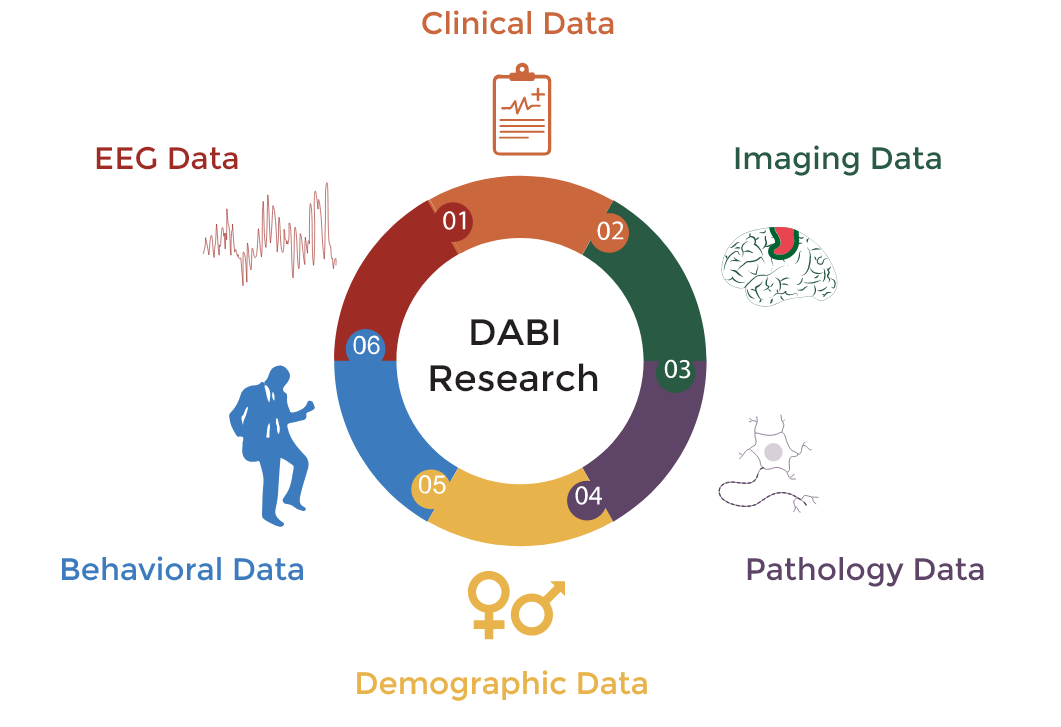 Clinical Data
EEG Data
Imaging Data
01
02
DABI
Research
06
03
05
04
Behavioral Data
Pathology Data
Demographic Data